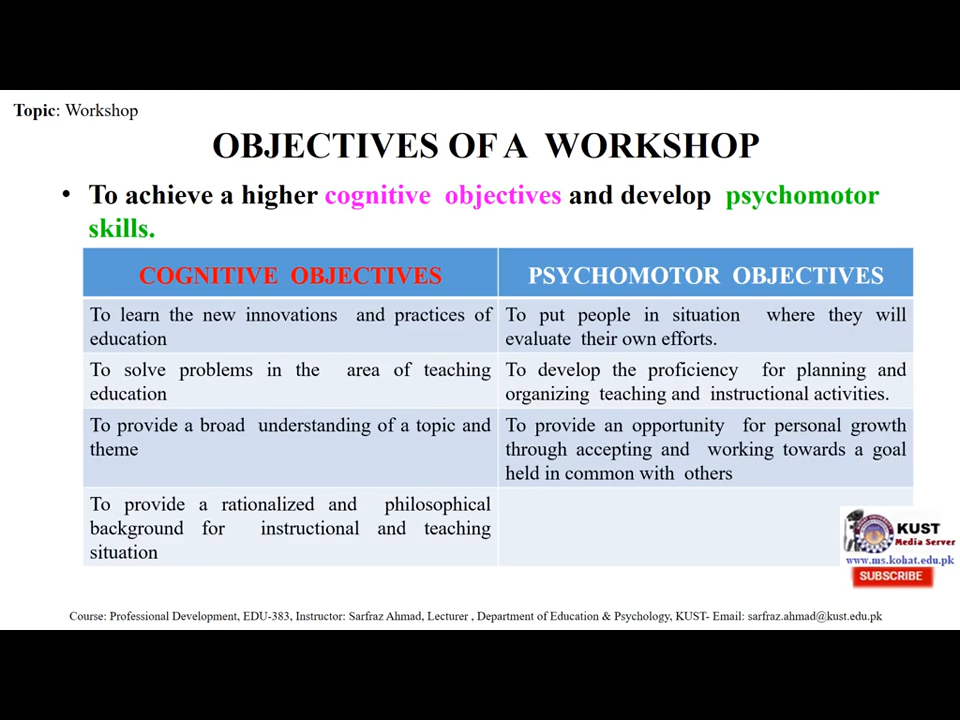 Topic: Workshop
OBJECTIVES OF A WORKSHOP
• To achieve a higher cognitive objectives and develop psychomotor
skills.
COGNITIVE OBJECTIVES
PSYCHOMOTOR OBJECTIVES
To learn the new innovations and practices of
education
To put people in situation where they will
evaluate their own efforts.
To solve problems in the area of teaching
education
To develop the proficiency for planning and
organizing teaching and instructional activities.
To provide a broad understanding of a topic and
theme
To provide an opportunity for personal growth
through accepting and working towards a goal
held in common with others
To provide a rationalized and philosophical
background for instructional and teaching
situation
KUST
Media Server
www.ms.kohat.edu.pk
SUBSCRIBE
Course: Professional Development, EDU-383, Instructor: Sarfraz Ahmad, Lecturer , Department of Education & Psychology, KUST- Email: sarfraz.ahmad@kust.edu.pk